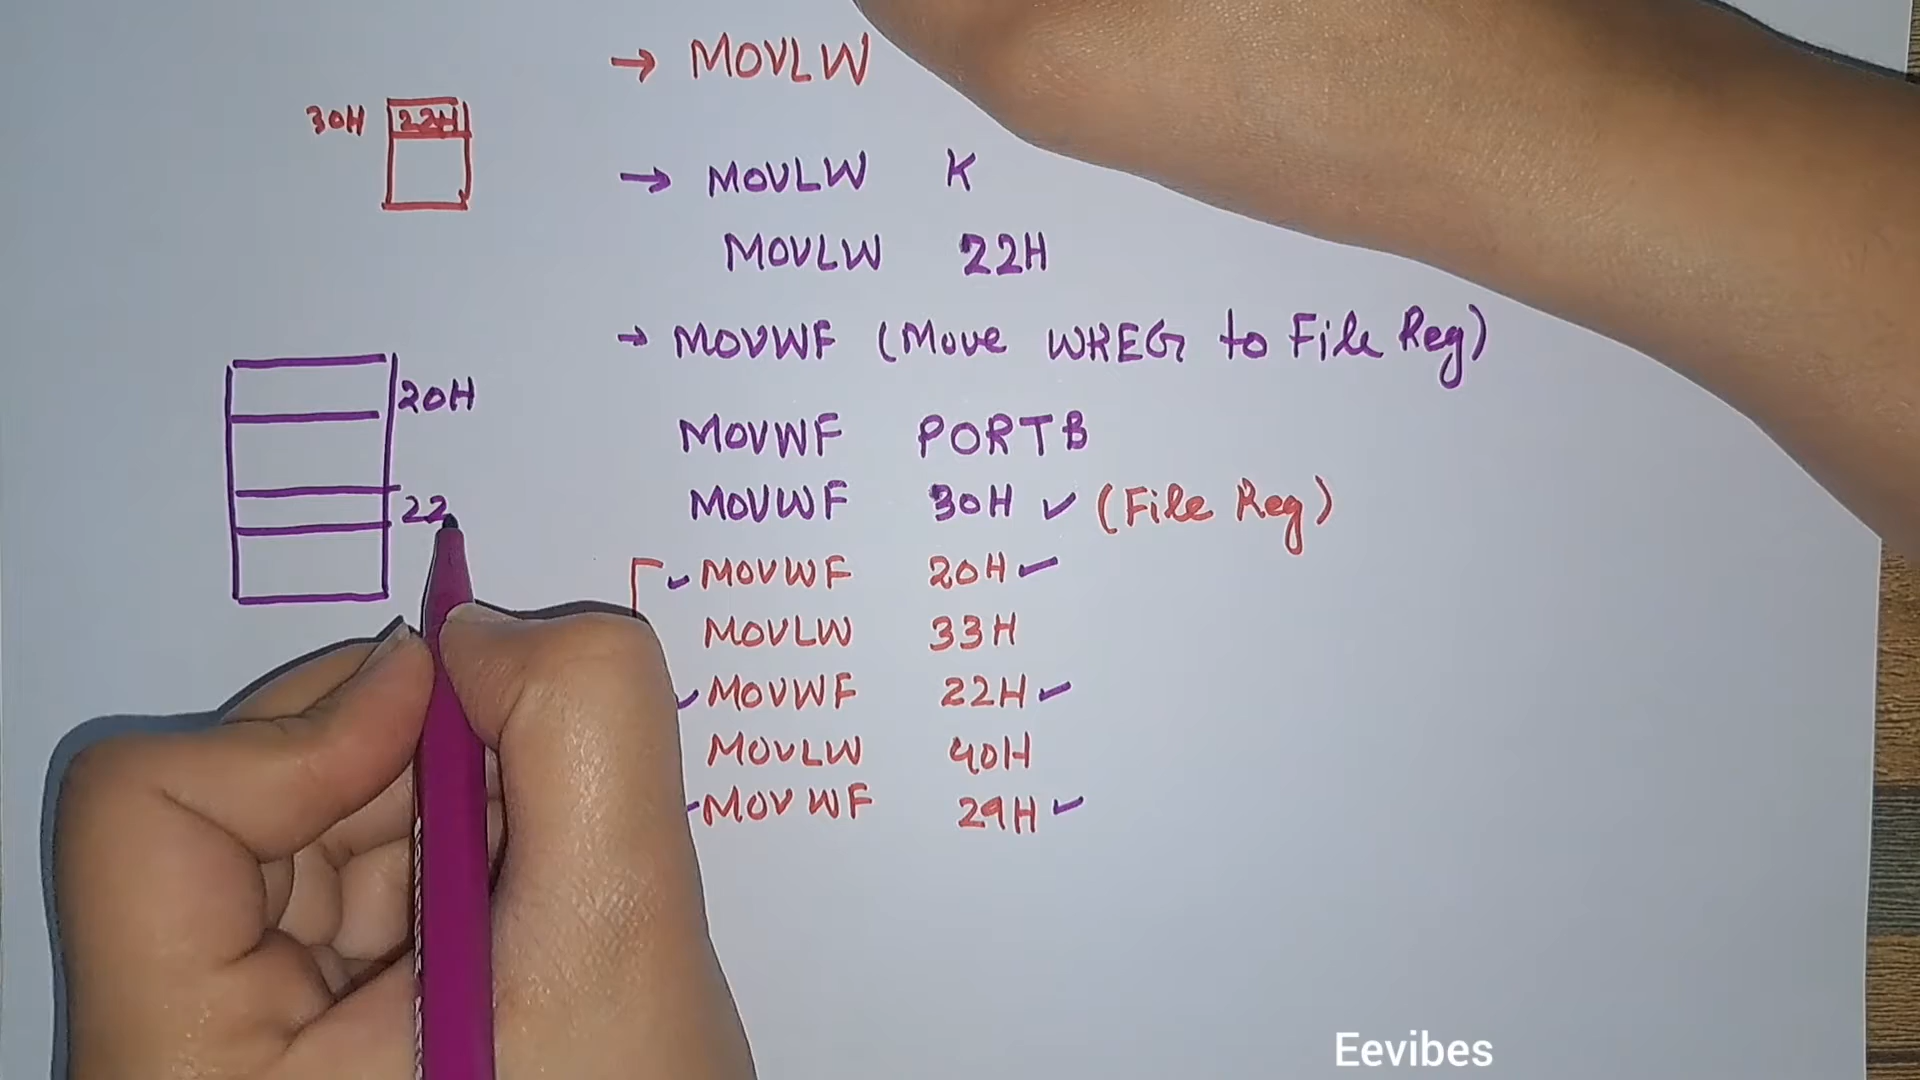 → MOVLW
30H 22H
→ MOVLW K
MOVLW 22H
→ MOVWF (Move WREG to File Reg)
20H
MOVWF PORTB
22
MOVWF 30H ✓ (File Reg)
✓ MOVWF 20H ✓
MOVLW 33H
✓ MOVWF 22H ✓
MOVLW 40H
✓ MOVWF 29H ✓
Eevibes